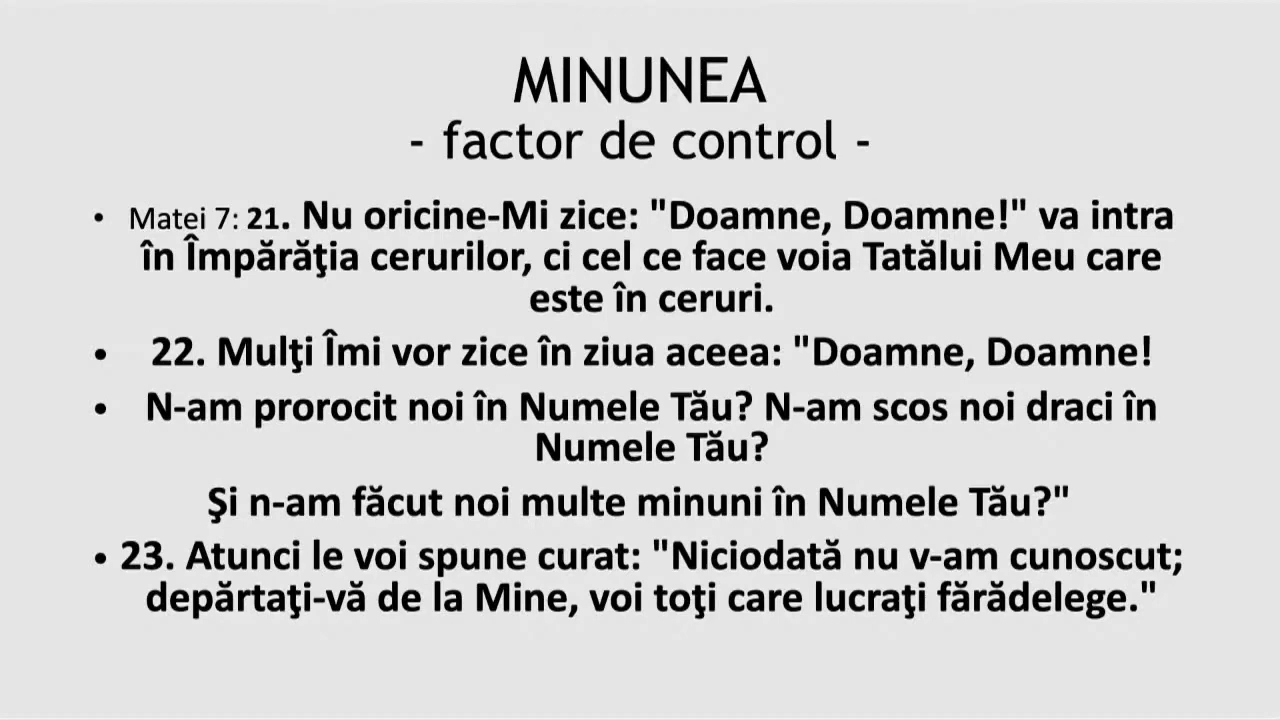 MINUNEA
- factor de control -
• Matei 7: 21. Nu oricine-Mi zice: "Doamne, Doamne!" va intra
în Împărăţia cerurilor, ci cel ce face voia Tatălui Meu care
este în ceruri.
• 22. Mulţi Îmi vor zice în ziua aceea: "Doamne, Doamne!
• N-am prorocit noi în Numele Tău? N-am scos noi draci în
Numele Tău?
Şi n-am făcut noi multe minuni în Numele Tău?"
• 23. Atunci le voi spune curat: "Niciodată nu v-am cunoscut;
depărtaţi-vă de la Mine, voi toţi care lucraţi fărădelege."